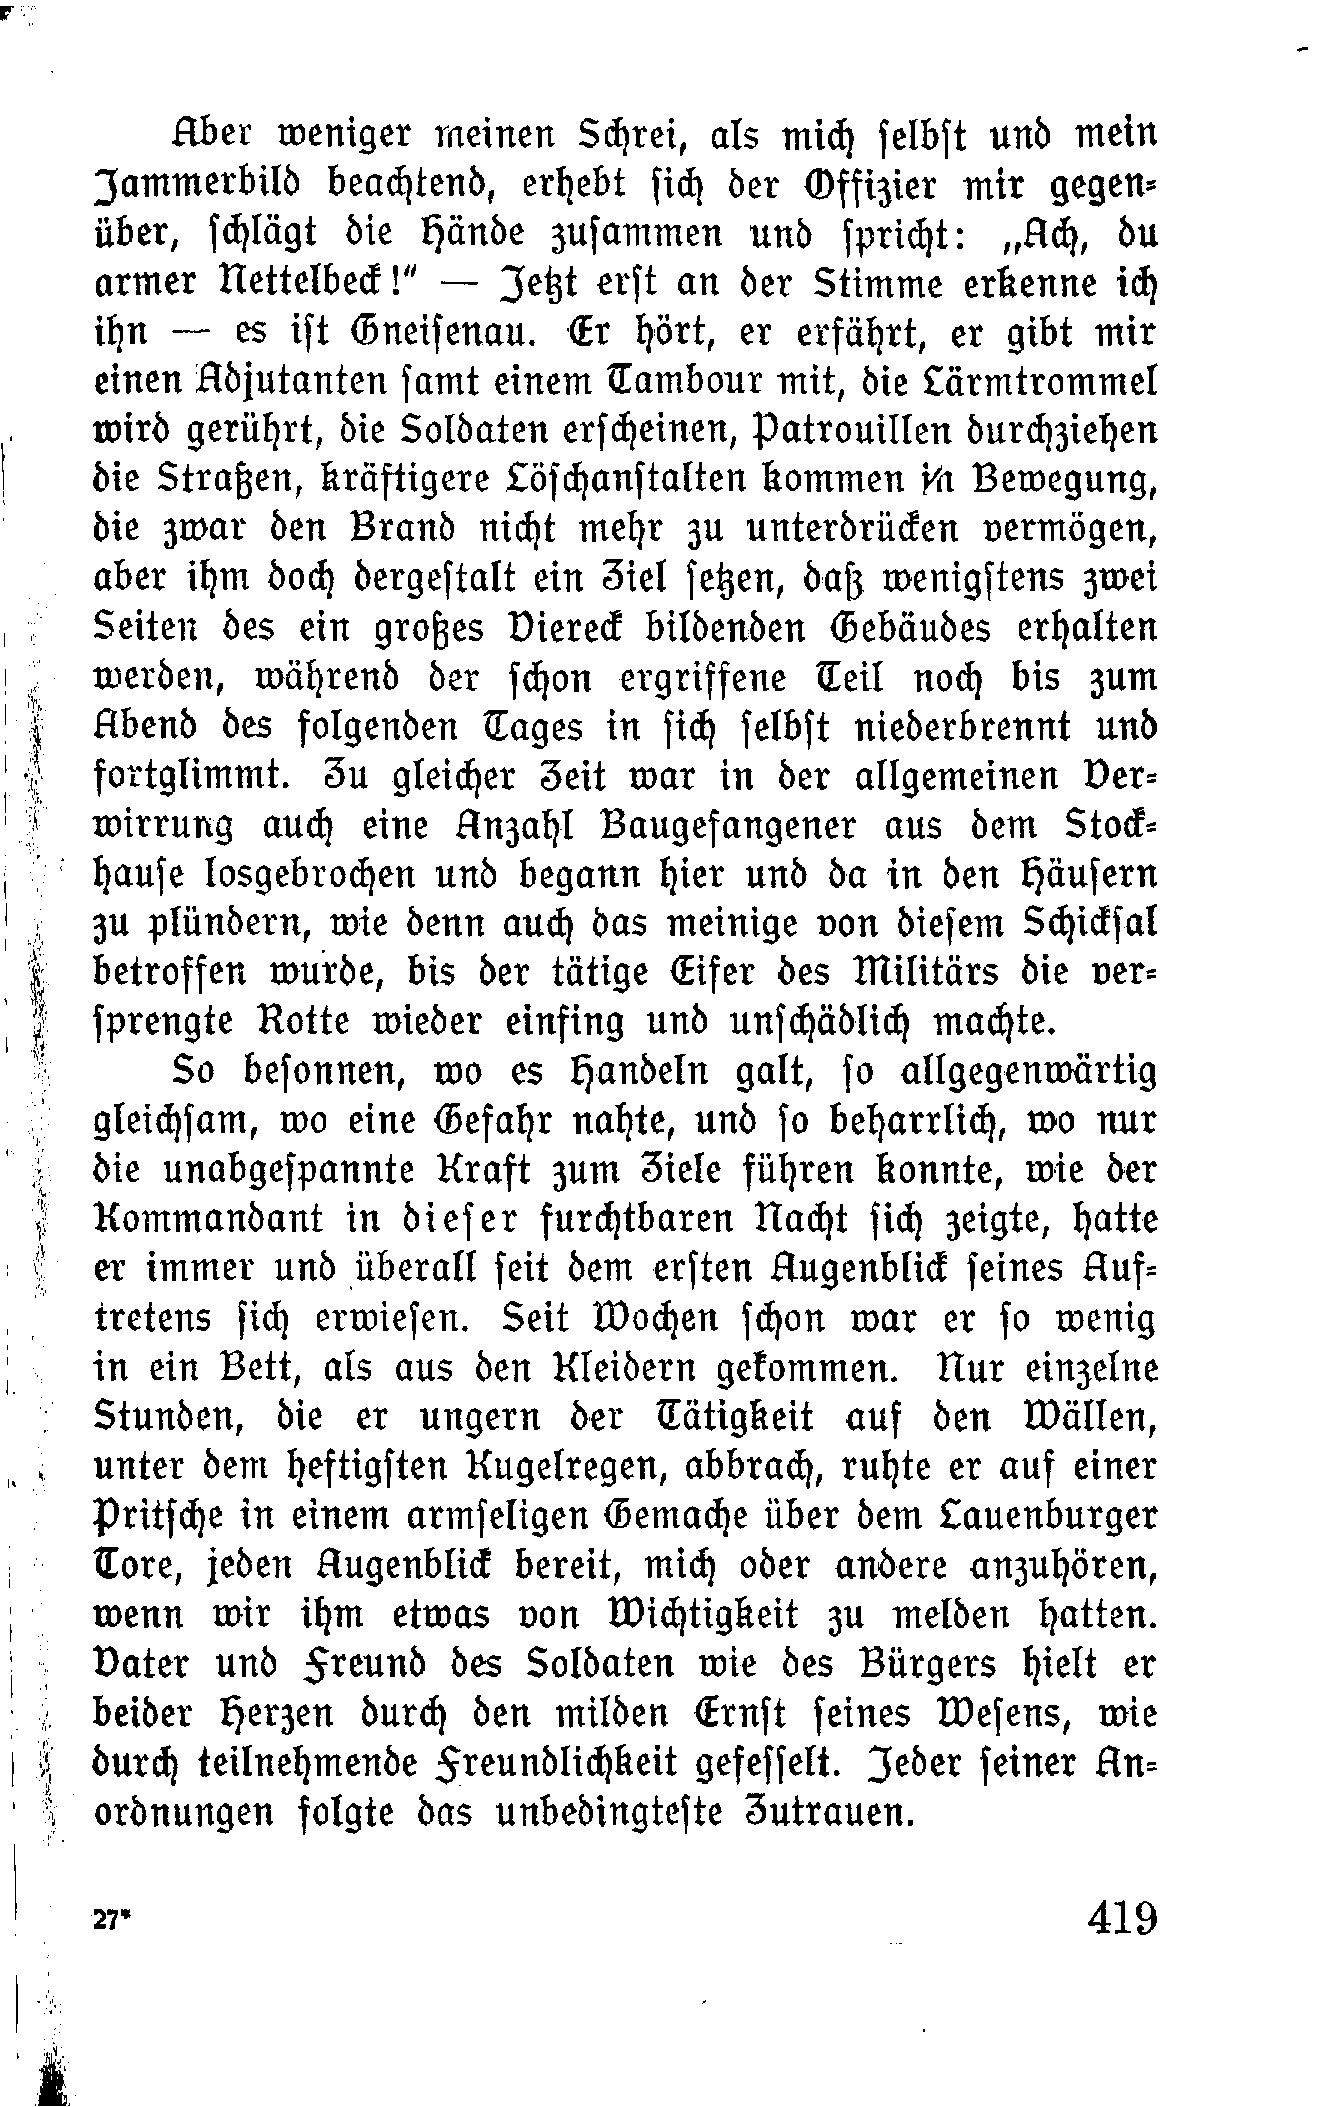 Aber weniger meinen Schrei, als mich selbst und mein
Jammerbild beachtend, erhebt sich der Offizier mir gegen-
über, schlägt die Hände zusammen und spricht: „Ach, du
armer Nettelbeck!" — Jetzt erst an der Stimme erkenne ich
ihn — es ist Gneisenau. Er hört, er erfährt, er gibt mir
einen Adjutanten samt einem Tambour mit, die Lärmtrommel
wird gerührt, die Soldaten erscheinen, Patrouillen durchziehen
die Straßen, kräftigere Löschanstalten kommen in Bewegung,
die zwar den Brand nicht mehr zu unterdrücken vermögen,
aber ihm doch dergestalt ein Ziel setzen, daß wenigstens zwei
Seiten des ein großes Viereck bildenden Gebäudes erhalten
werden, während der schon ergriffene Teil noch bis zum
Abend des folgenden Tages in sich selbst niederbrennt und
fortglimmt. Zu gleicher Zeit war in der allgemeinen Ver-
wirrung auch eine Anzahl Baugefangener aus dem Stock-
hause losgebrochen und begann hier und da in den Häusern
zu plündern, wie denn auch das meinige von diesem Schicksal
betroffen wurde, bis der tätige Eifer des Militärs die ver-
sprengte Rotte wieder einfing und unschädlich machte.
So besonnen, wo es Handeln galt, so allgegenwärtig
gleichsam, wo eine Gefahr nahte, und so beharrlich, wo nur
die unabgespannte Kraft zum Ziele führen konnte, wie der
Kommandant in dieser furchtbaren Nacht sich zeigte, hatte
er immer und überall seit dem ersten Augenblick seines Auf-
tretens sich erwiesen. Seit Wochen schon war er so wenig
in ein Bett, als aus den Kleidern gekommen. Nur einzelne
Stunden, die er ungern der Tätigkeit auf den Wällen,
unter dem heftigsten Kugelregen, abbrach, ruhte er auf einer
Pritsche in einem armseligen Gemache über dem Lauenburger
Tore, jeden Augenblick bereit, mich oder andere anzuhören,
wenn wir ihm etwas von Wichtigkeit zu melden hatten.
Vater und Freund des Soldaten wie des Bürgers hielt er
beider Herzen durch den milden Ernst seines Wesens, wie
durch teilnehmende Freundlichkeit gefesselt. Jeder seiner An-
ordnungen folgte das unbedingteste Zutrauen.
27* 419